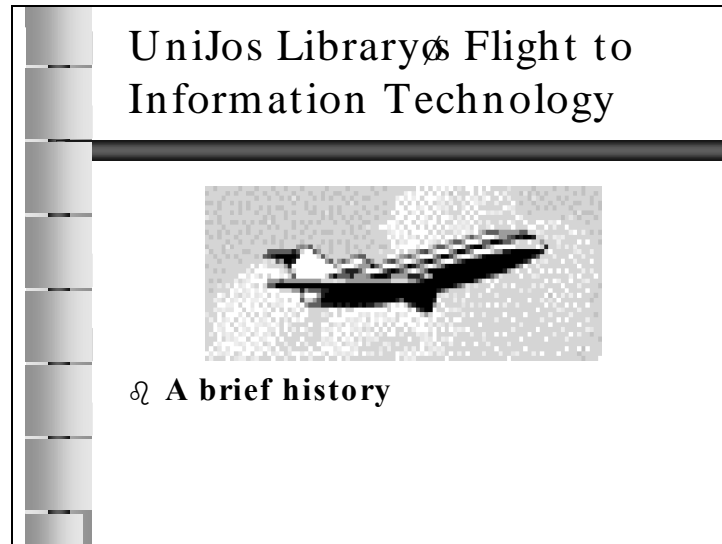 UniJos Libraryøs Flight to
Information Technology
♌ A brief history